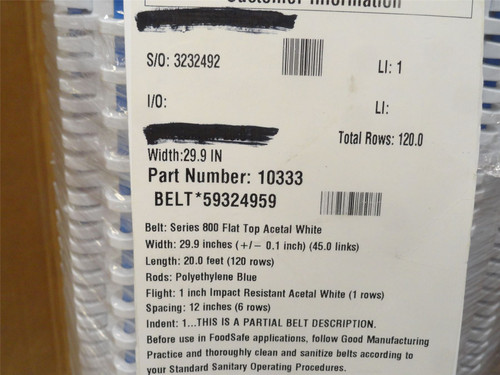 Customer Information
S/O: 3232492 LI: 1
I/O: LI:
Total Rows: 120.0
Width:29.9 IN
Part Number: 10333
BELT*59324959
Belt: Series 800 Flat Top Acetal White
Width: 29.9 inches (+/- 0.1 inch) (45.0 links)
Length: 20.0 feet (120 rows)
Rods: Polyethylene Blue
Flight: 1 inch Impact Resistant Acetal White (1 rows)
Spacing: 12 inches (6 rows)
Indent: 1...THIS IS A PARTIAL BELT DESCRIPTION.
Before use in FoodSafe applications, follow Good Manufacturing
Practice and thoroughly clean and sanitize belts according to
your Standard Sanitary Operating Procedures.